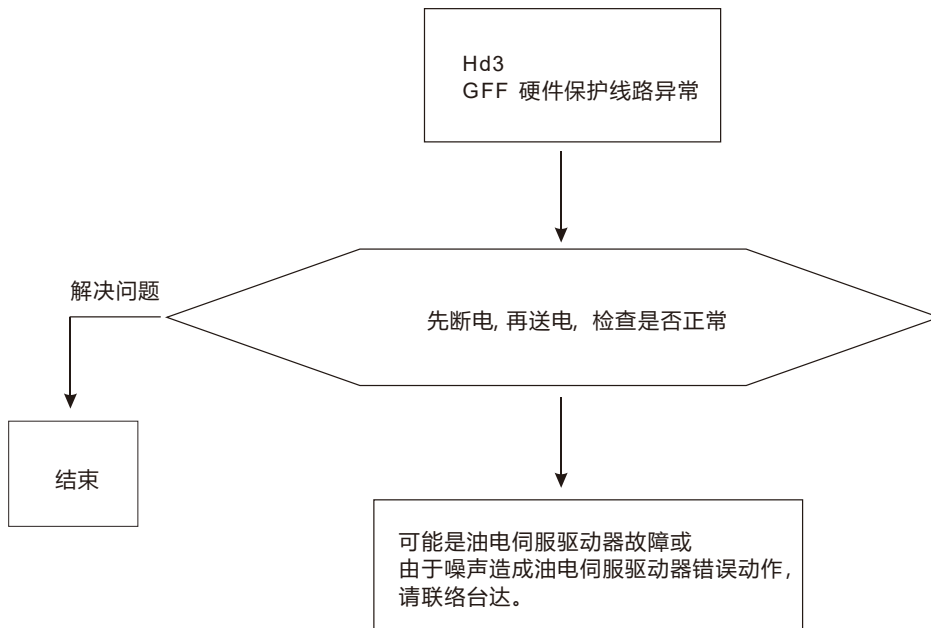 Hd3
GFF 硬件保护线路异常
解决问题
先断电, 再送电, 检查是否正常
结束
可能是油电伺服驱动器故障或
由于噪声造成油电伺服驱动器错误动作,
请联络台达。